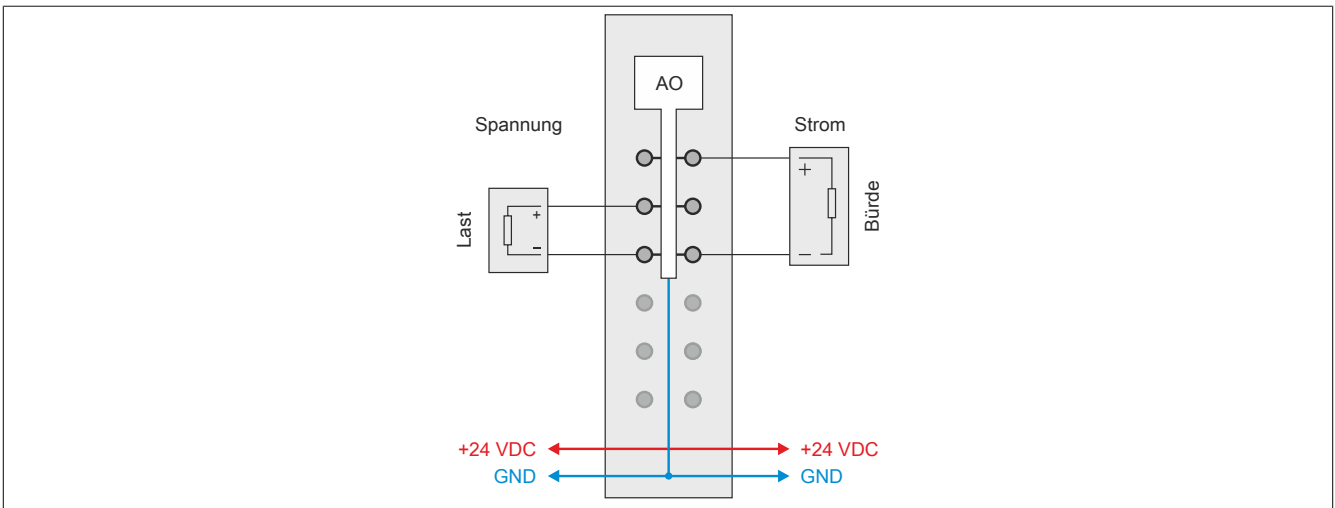 AO
Spannung
Strom
+
+
Last
Bürde
−
−
+24 VDC
+24 VDC
GND
GND